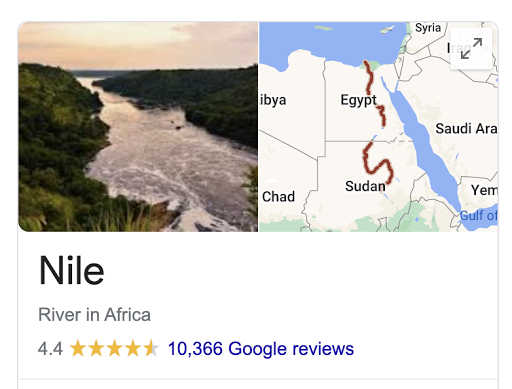 Syria
Ira
ibya
Egypt
Saudi Ara
Chad
Sudan
Yem
Gulf of
Nile
River in Africa
4.4 10,366 Google reviews